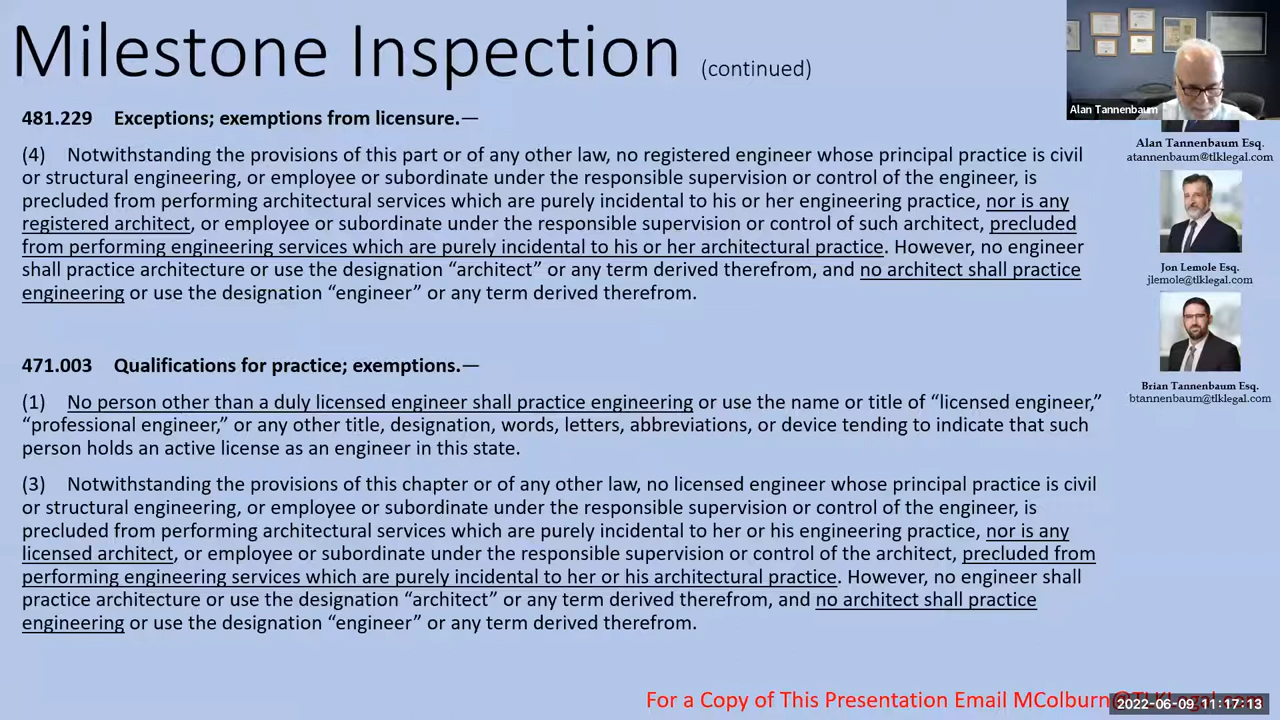 Milestone Inspection (continued)
481.229 Exceptions; exemptions from licensure.—
(4) Notwithstanding the provisions of this part or of any other law, no registered engineer whose principal practice is civil
or structural engineering, or employee or subordinate under the responsible supervision or control of the engineer, is
precluded from performing architectural services which are purely incidental to his or her engineering practice, nor is any
registered architect, or employee or subordinate under the responsible supervision or control of such architect, precluded
from performing engineering services which are purely incidental to his or her architectural practice. However, no engineer
shall practice architecture or use the designation “architect” or any term derived therefrom, and no architect shall practice
engineering or use the designation “engineer” or any term derived therefrom.
471.003 Qualifications for practice; exemptions.—
(1) No person other than a duly licensed engineer shall practice engineering or use the name or title of “licensed engineer,”
“professional engineer,” or any other title, designation, words, letters, abbreviations, or device tending to indicate that such
person holds an active license as an engineer in this state.
(3) Notwithstanding the provisions of this chapter or of any other law, no licensed engineer whose principal practice is civil
or structural engineering, or employee or subordinate under the responsible supervision or control of the engineer, is
precluded from performing architectural services which are purely incidental to her or his engineering practice, nor is any
licensed architect, or employee or subordinate under the responsible supervision or control of the architect, precluded from
performing engineering services which are purely incidental to her or his architectural practice. However, no engineer shall
practice architecture or use the designation “architect” or any term derived therefrom, and no architect shall practice
engineering or use the designation “engineer” or any term derived therefrom.
Alan Tannenbaum
Alan Tannenbaum Esq.
atannenbaum@tlklegal.com
Jon Lemole Esq.
jlemole@tlklegal.com
Brian Tannenbaum Esq.
btannenbaum@tlklegal.com
For a Copy of This Presentation Email MColburn@TLKLegal.com
2022-06-09 11:17:13